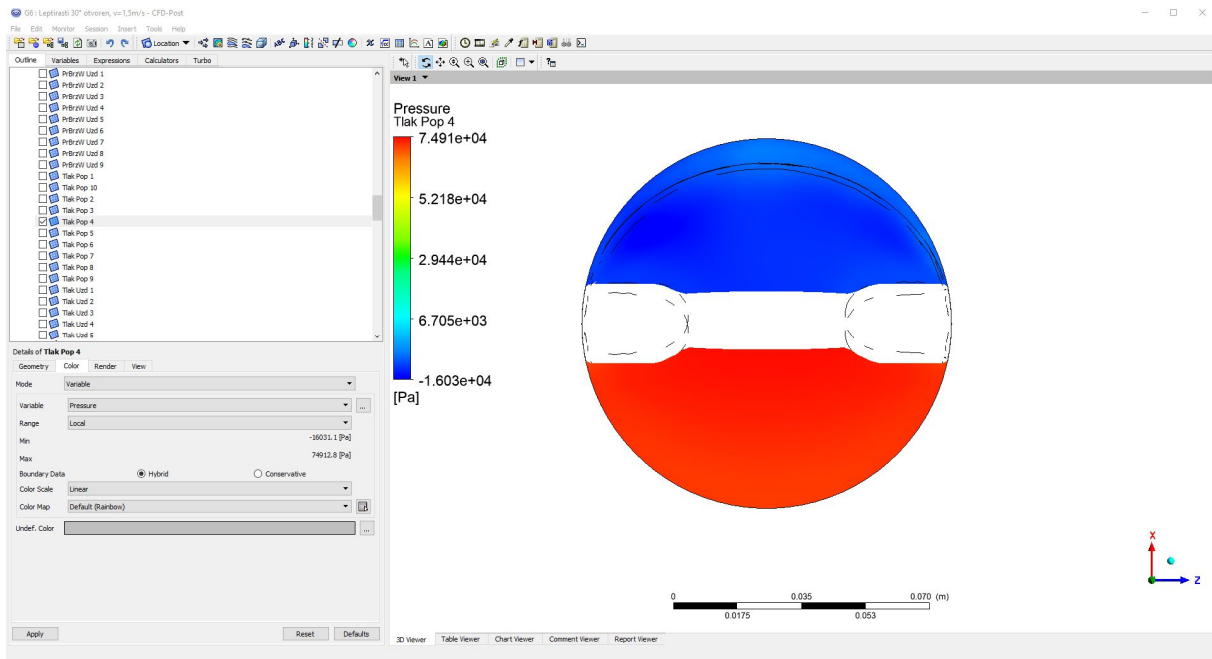 G6 : Leptirasti 30° otvoren, v=1,5m/s - CFD-Post
File Edit Monitor Session Insert Tools Help
Location
Outline Variables Expressions Calculators Turbo
PrBrzW Uzd 1
PrBrzW Uzd 2
PrBrzW Uzd 3
PrBrzW Uzd 4
PrBrzW Uzd 5
PrBrzW Uzd 6
PrBrzW Uzd 7
PrBrzW Uzd 8
PrBrzW Uzd 9
Tlak Pop 1
Tlak Pop 10
Tlak Pop 2
Tlak Pop 3
Tlak Pop 4
Tlak Pop 5
Tlak Pop 6
Tlak Pop 7
Tlak Pop 8
Tlak Pop 9
Tlak Uzd 1
Tlak Uzd 2
Tlak Uzd 3
Tlak Uzd 4
Tlak Uzd 5
Details of Tlak Pop 4
Geometry Color Render View
Mode Variable
Variable Pressure ...
Range Local
Min -16031.1 [Pa]
Max 74912.8 [Pa]
Boundary Data Hybrid Conservative
Color Scale Linear
Color Map Default (Rainbow)
Undef. Color ...
Apply Reset Defaults
View 1
Pressure
Tlak Pop 4
7.491e+04
5.218e+04
2.944e+04
6.705e+03
-1.603e+04
[Pa]
X
Z
0 0.035 0.070 (m)
0.0175 0.053
3D Viewer Table Viewer Chart Viewer Comment Viewer Report Viewer